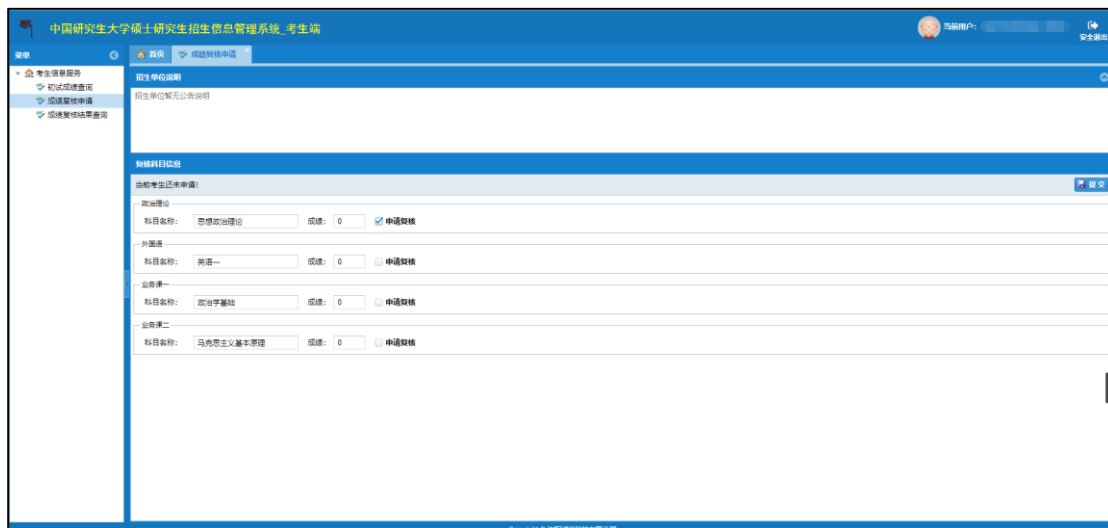 中国研究生大学硕士研究生招生信息管理系统_考生端
当前用户:
安全退出
菜单
首页
成绩复核申请
考生信息服务
初试成绩查询
成绩复核申请
成绩复核结果查询
招生单位说明
招生单位暂无公告说明
复核科目信息
当前考生还未申请!
提交
政治理论
科目名称: 思想政治理论 成绩: 0 申请复核
外国语
科目名称: 英语一 成绩: 0 申请复核
业务课一
科目名称: 政治学基础 成绩: 0 申请复核
业务课二
科目名称: 马克思主义基本原理 成绩: 0 申请复核